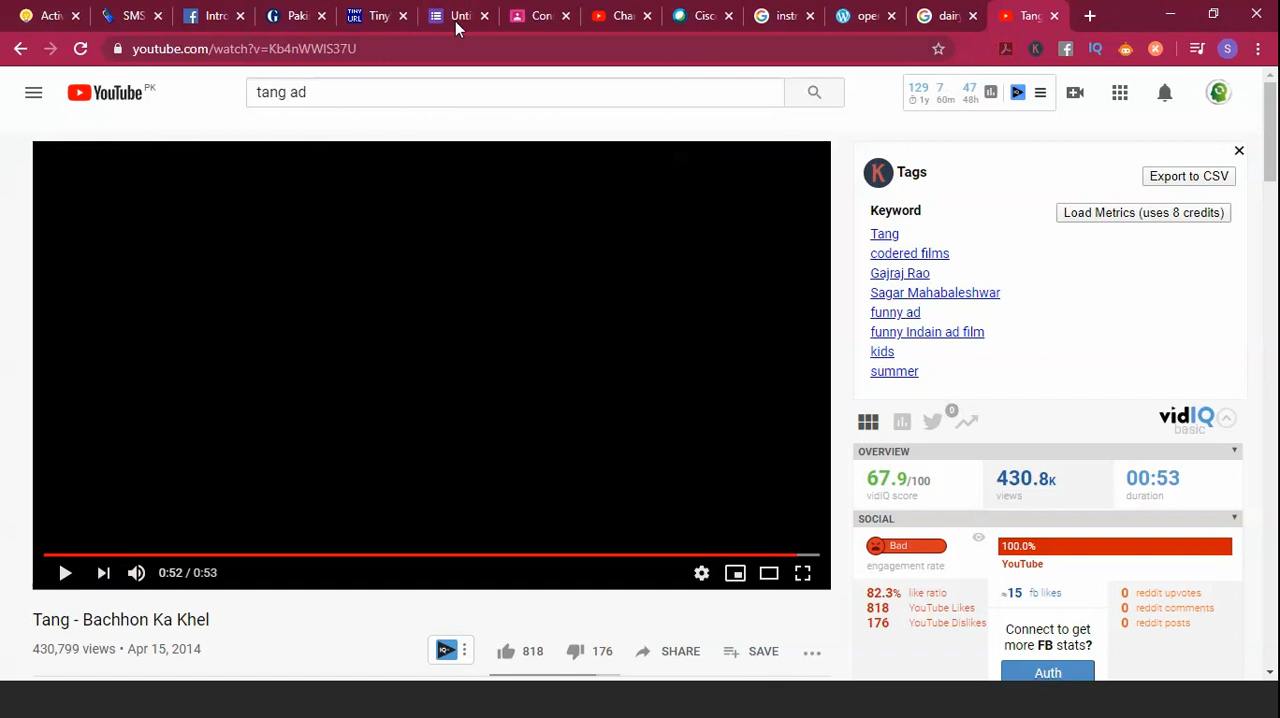 Activ
SMS
Intro
Paki
Tiny
Unti
Con
Cha
Cisc
instr
oper
dairy
Tang
youtube.com/watch?v=Kb4nWWIS37U
YouTube PK
tang ad
129 7 47
1y 60m 48h
S
K Tags
Export to CSV
Keyword
Load Metrics (uses 8 credits)
Tang
codered films
Gajraj Rao
Sagar Mahabaleshwar
funny ad
funny Indain ad film
kids
summer
0
vidIQ
basic
OVERVIEW
67.9/100
vidIQ score
430.8K
views
00:53
duration
SOCIAL
Bad
engagement rate
100.0%
YouTube
82.3% like ratio
818 YouTube Likes
176 YouTube Dislikes
≈15 fb likes
Connect to get
more FB stats?
Auth
0 reddit upvotes
0 reddit comments
0 reddit posts
0:52 / 0:53
Tang - Bachhon Ka Khel
430,799 views • Apr 15, 2014
818
176
SHARE
SAVE